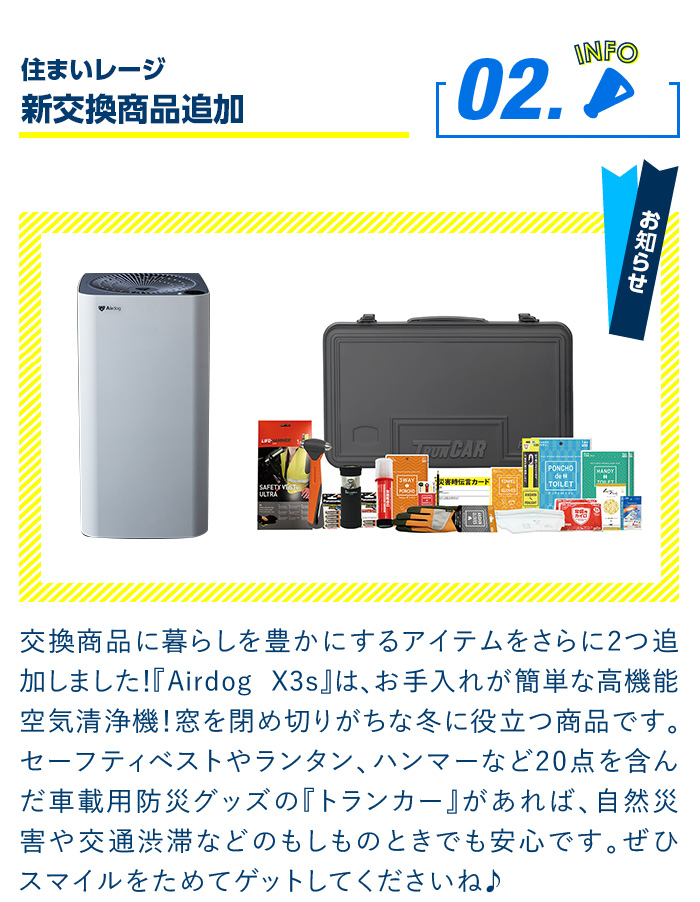 住まいレージ
新交換商品追加
02.
INFO
お知らせ
Airdog
TRUNCAR
LIFE-HAMMER
SAFETY VEST
ULTRA
3WAY
PONCHO
災害時伝言カード
PONCHO
de
TOILET
HANDY
TOILET
交換商品に暮らしを豊かにするアイテムをさらに2つ追
加しました!『Airdog X3s』は、お手入れが簡単な高機能
空気清浄機!窓を閉め切りがちな冬に役立つ商品です。
セーフティベストやランタン、ハンマーなど20点を含ん
だ車載用防災グッズの『トランカー』があれば、自然災
害や交通渋滞などのもしものときでも安心です。ぜひ
スマイルをためてゲットしてくださいね♪